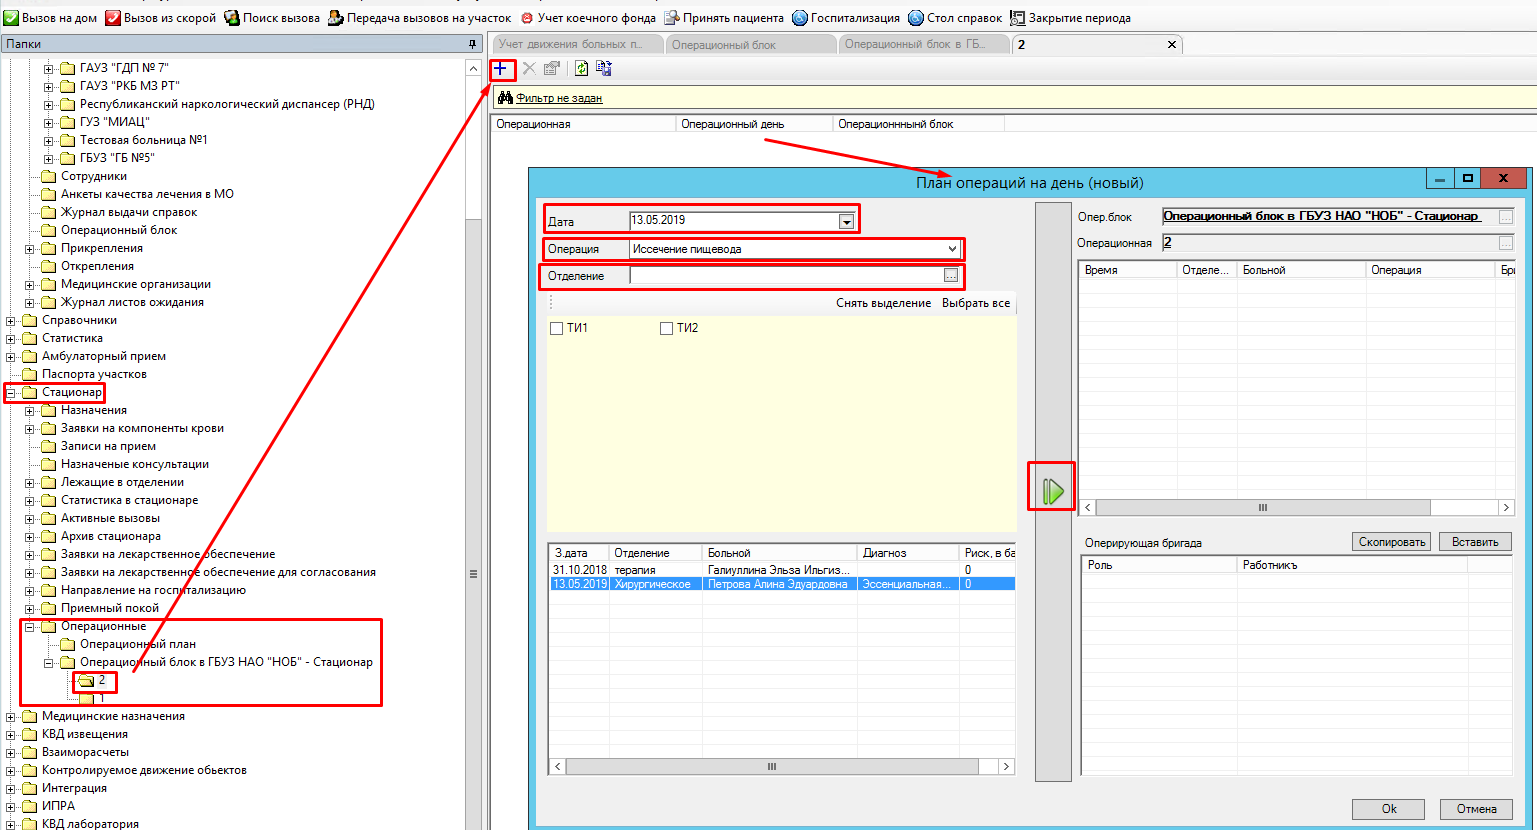 Вызов на дом Вызов из скорой Поиск вызова Передача вызовов на участок Учет коечного фонда Принять пациента Госпитализация Стол справок Закрытие периода
Папки
ГАУЗ "ГДП № 7"
ГАУЗ "РКБ МЗ РТ"
Республиканский наркологический диспансер (РНД)
ГУЗ "МИАЦ"
Тестовая больница №1
ГБУЗ "ГБ №5"
Сотрудники
Анкеты качества лечения в МО
Журнал выдачи справок
Операционный блок
Прикрепления
Открепления
Медицинские организации
Журнал листов ожидания
Справочники
Статистика
Амбулаторный прием
Паспорта участков
Стационар
Назначения
Заявки на компоненты крови
Записи на прием
Назначеные консультации
Лежащие в отделении
Статистика в стационаре
Активные вызовы
Архив стационара
Заявки на лекарственное обеспечение
Заявки на лекарственное обеспечение для согласования
Направление на госпитализацию
Приемный покой
Операционные
Операционный план
Операционный блок в ГБУЗ НАО "НОБ" - Стационар
2
1
Медицинские назначения
КВД извещения
Взаиморасчеты
Контролируемое движение обьектов
Интеграция
ИПРА
КВД лаборатория
Учет движения больных п... Операционный блок Операционный блок в ГБ... 2
Фильтр не задан
Операционная Операционный день Операционнный блок
План операций на день (новый)
Дата 13.05.2019
Операция Иссечение пищевода
Отделение
Снять выделение Выбрать все
ТИ1 ТИ2
З.дата Отделение Больной Диагноз Риск, в ба
31.10.2018 терапия Галиуллина Эльза Ильгиз... 0
13.05.2019 Хирургическое Петрова Алина Эдуардовна Эссенциальная... 0
Опер.блок Операционный блок в ГБУЗ НАО "НОБ" - Стационар
Операционная 2
Время Отделе... Больной Операция Бри
Оперирующая бригада Скопировать Вставить
Роль Работникъ
Ok Отмена